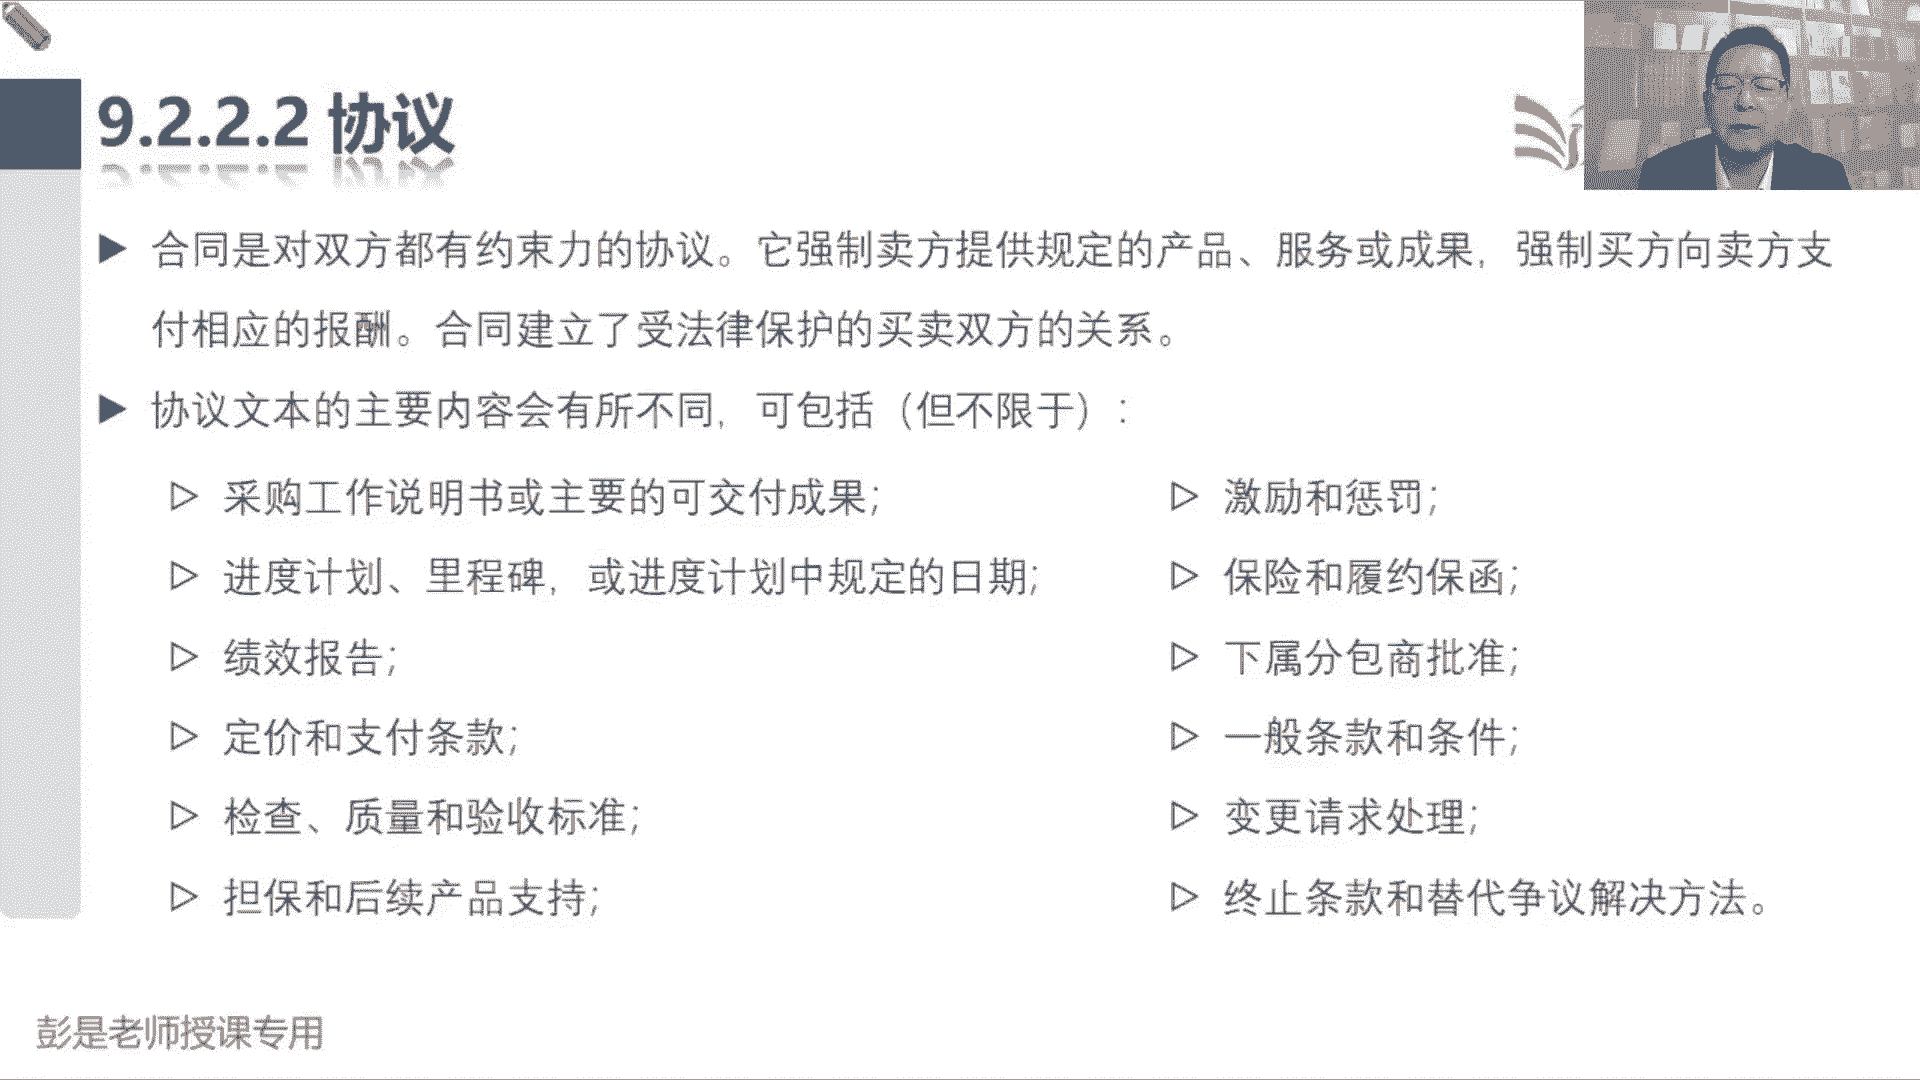 9.2.2.2 协议
合同是对双方都有约束力的协议。它强制卖方提供规定的产品、服务或成果，强制买方向卖方支
付相应的报酬。合同建立了受法律保护的买卖双方的关系。
协议文本的主要内容会有所不同，可包括（但不限于）：
采购工作说明书或主要的可交付成果；
进度计划、里程碑，或进度计划中规定的日期；
绩效报告；
定价和支付条款；
检查、质量和验收标准；
担保和后续产品支持；
激励和惩罚；
保险和履约保函；
下属分包商批准；
一般条款和条件；
变更请求处理；
终止条款和替代争议解决方法。
彭是老师授课专用